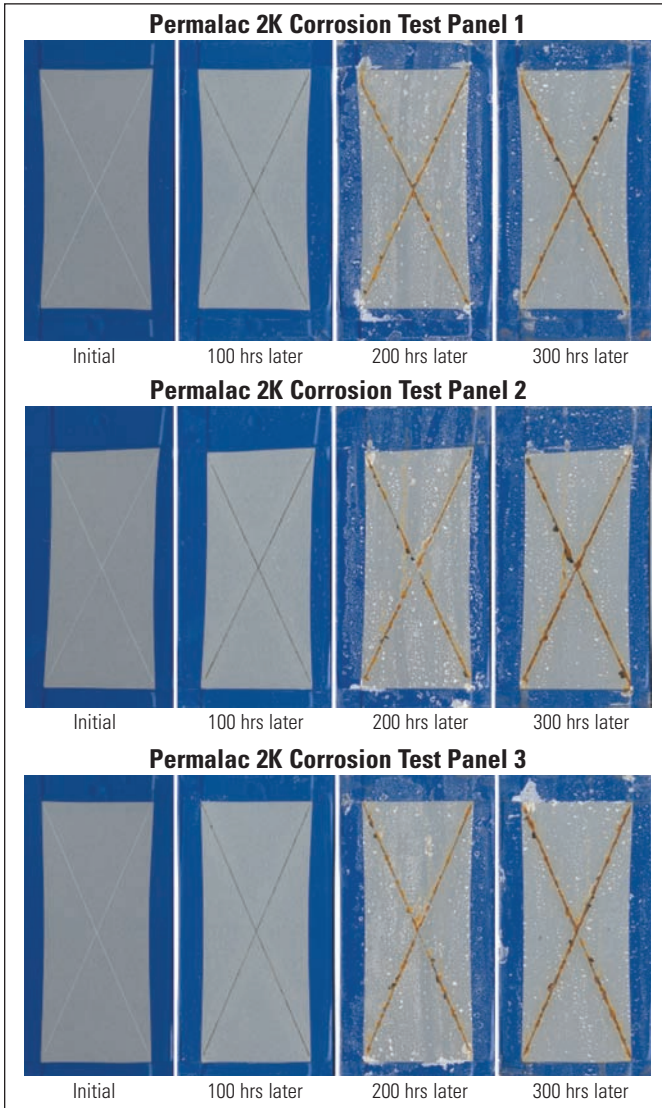 Permalac 2K Corrosion Test Panel 1
Initial 100 hrs later 200 hrs later 300 hrs later
Permalac 2K Corrosion Test Panel 2
Initial 100 hrs later 200 hrs later 300 hrs later
Permalac 2K Corrosion Test Panel 3
Initial 100 hrs later 200 hrs later 300 hrs later